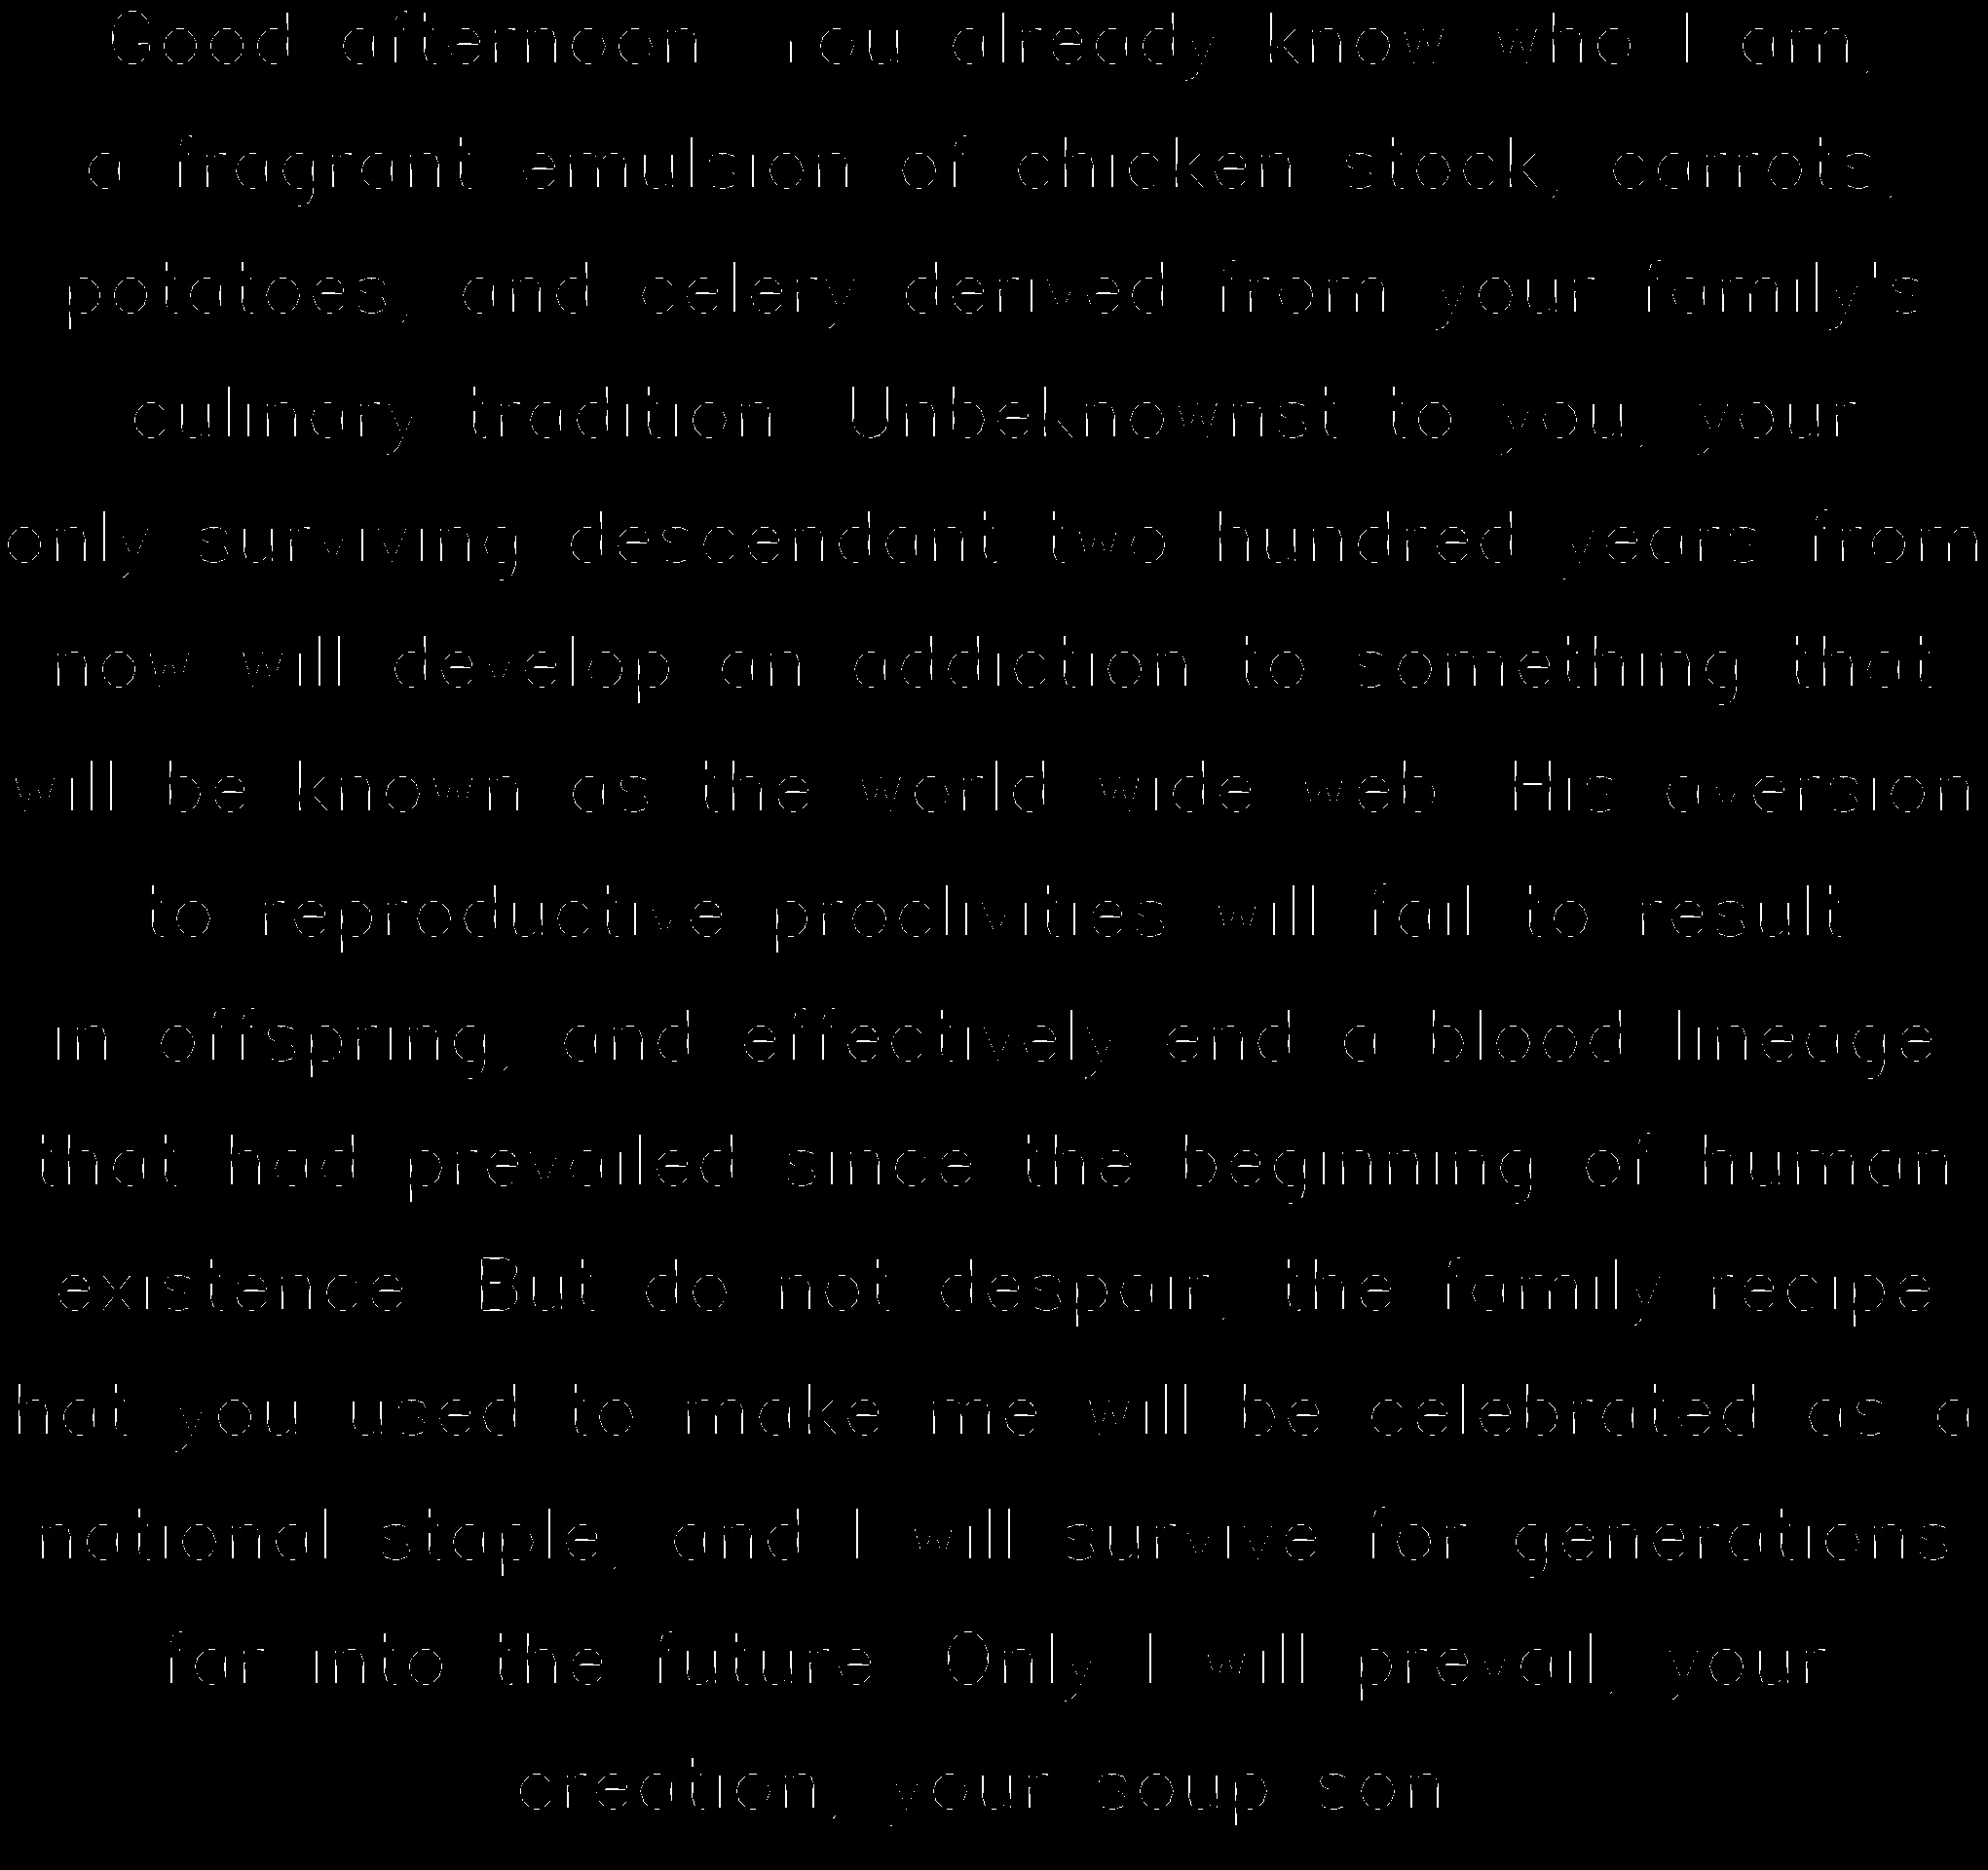 Good afternoon. You already know who I am,
a fragrant emulsion of chicken stock, carrots,
potatoes, and celery derived from your family's
culinary tradition. Unbeknownst to you, your
only surviving descendant two hundred years from
now will develop an addiction to something that
will be known as the world wide web. His aversion
to reproductive proclivities will fail to result
in offspring, and effectively end a blood lineage
that had prevailed since the beginning of human
existence. But do not despair, the family recipe
hat you used to make me will be celebrated as a
national staple, and I will survive for generations
far into the future. Only I will prevail, your
creation, your soup son